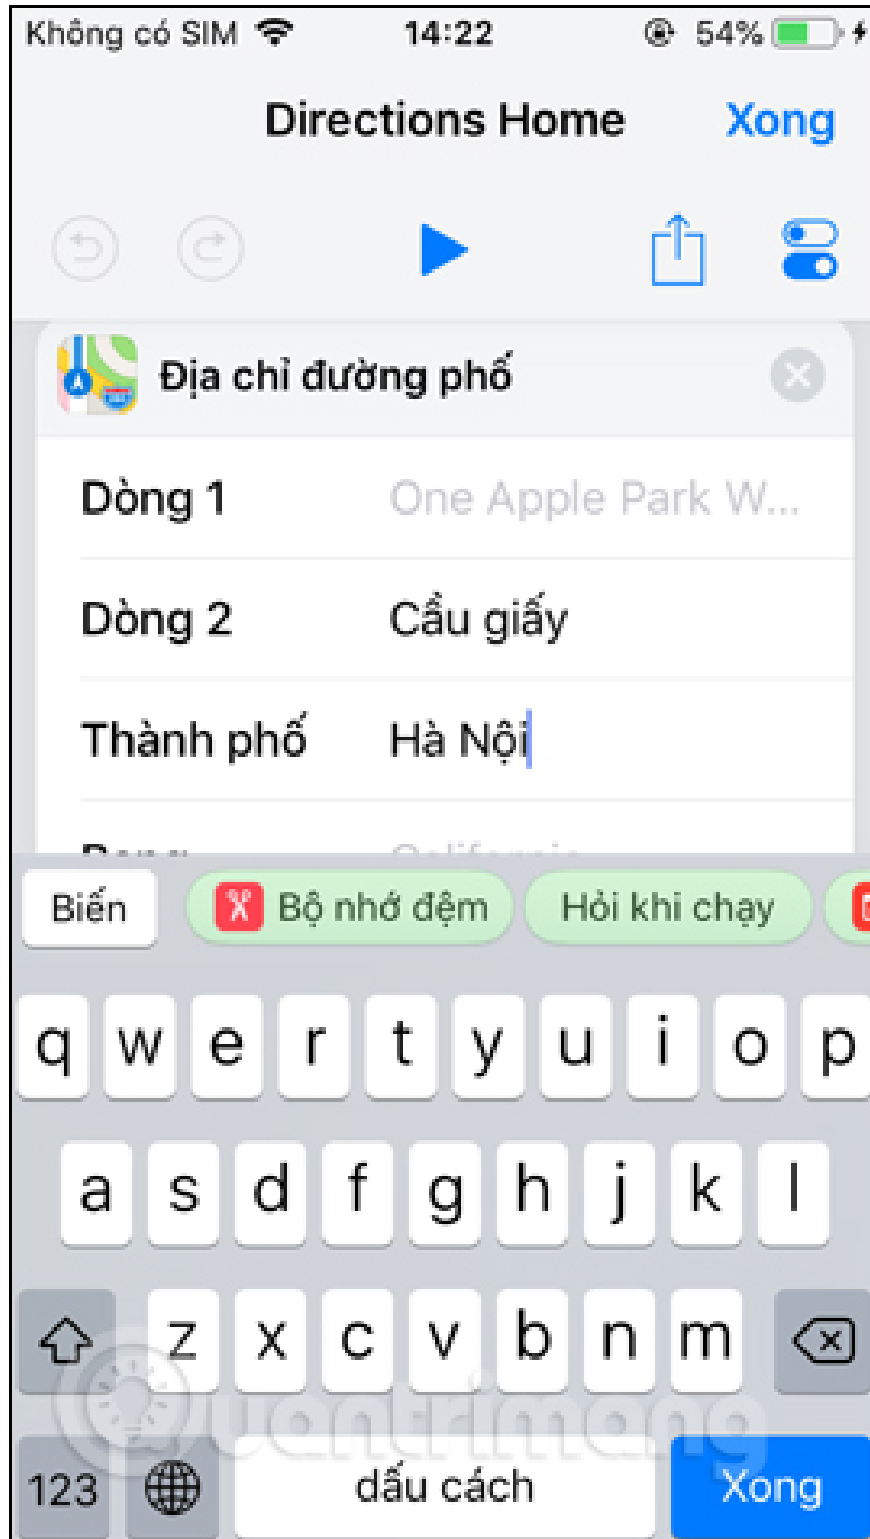 Không có SIM 14:22 54%
Directions Home Xong
Địa chỉ đường phố
Dòng 1 One Apple Park W...
Dòng 2 Cầu giấy
Thành phố Hà Nội
Biến Bộ nhớ đệm Hỏi khi chạy
q w e r t y u i o p
a s d f g h j k l
z x c v b n m
Quantrimang
123 dấu cách Xong